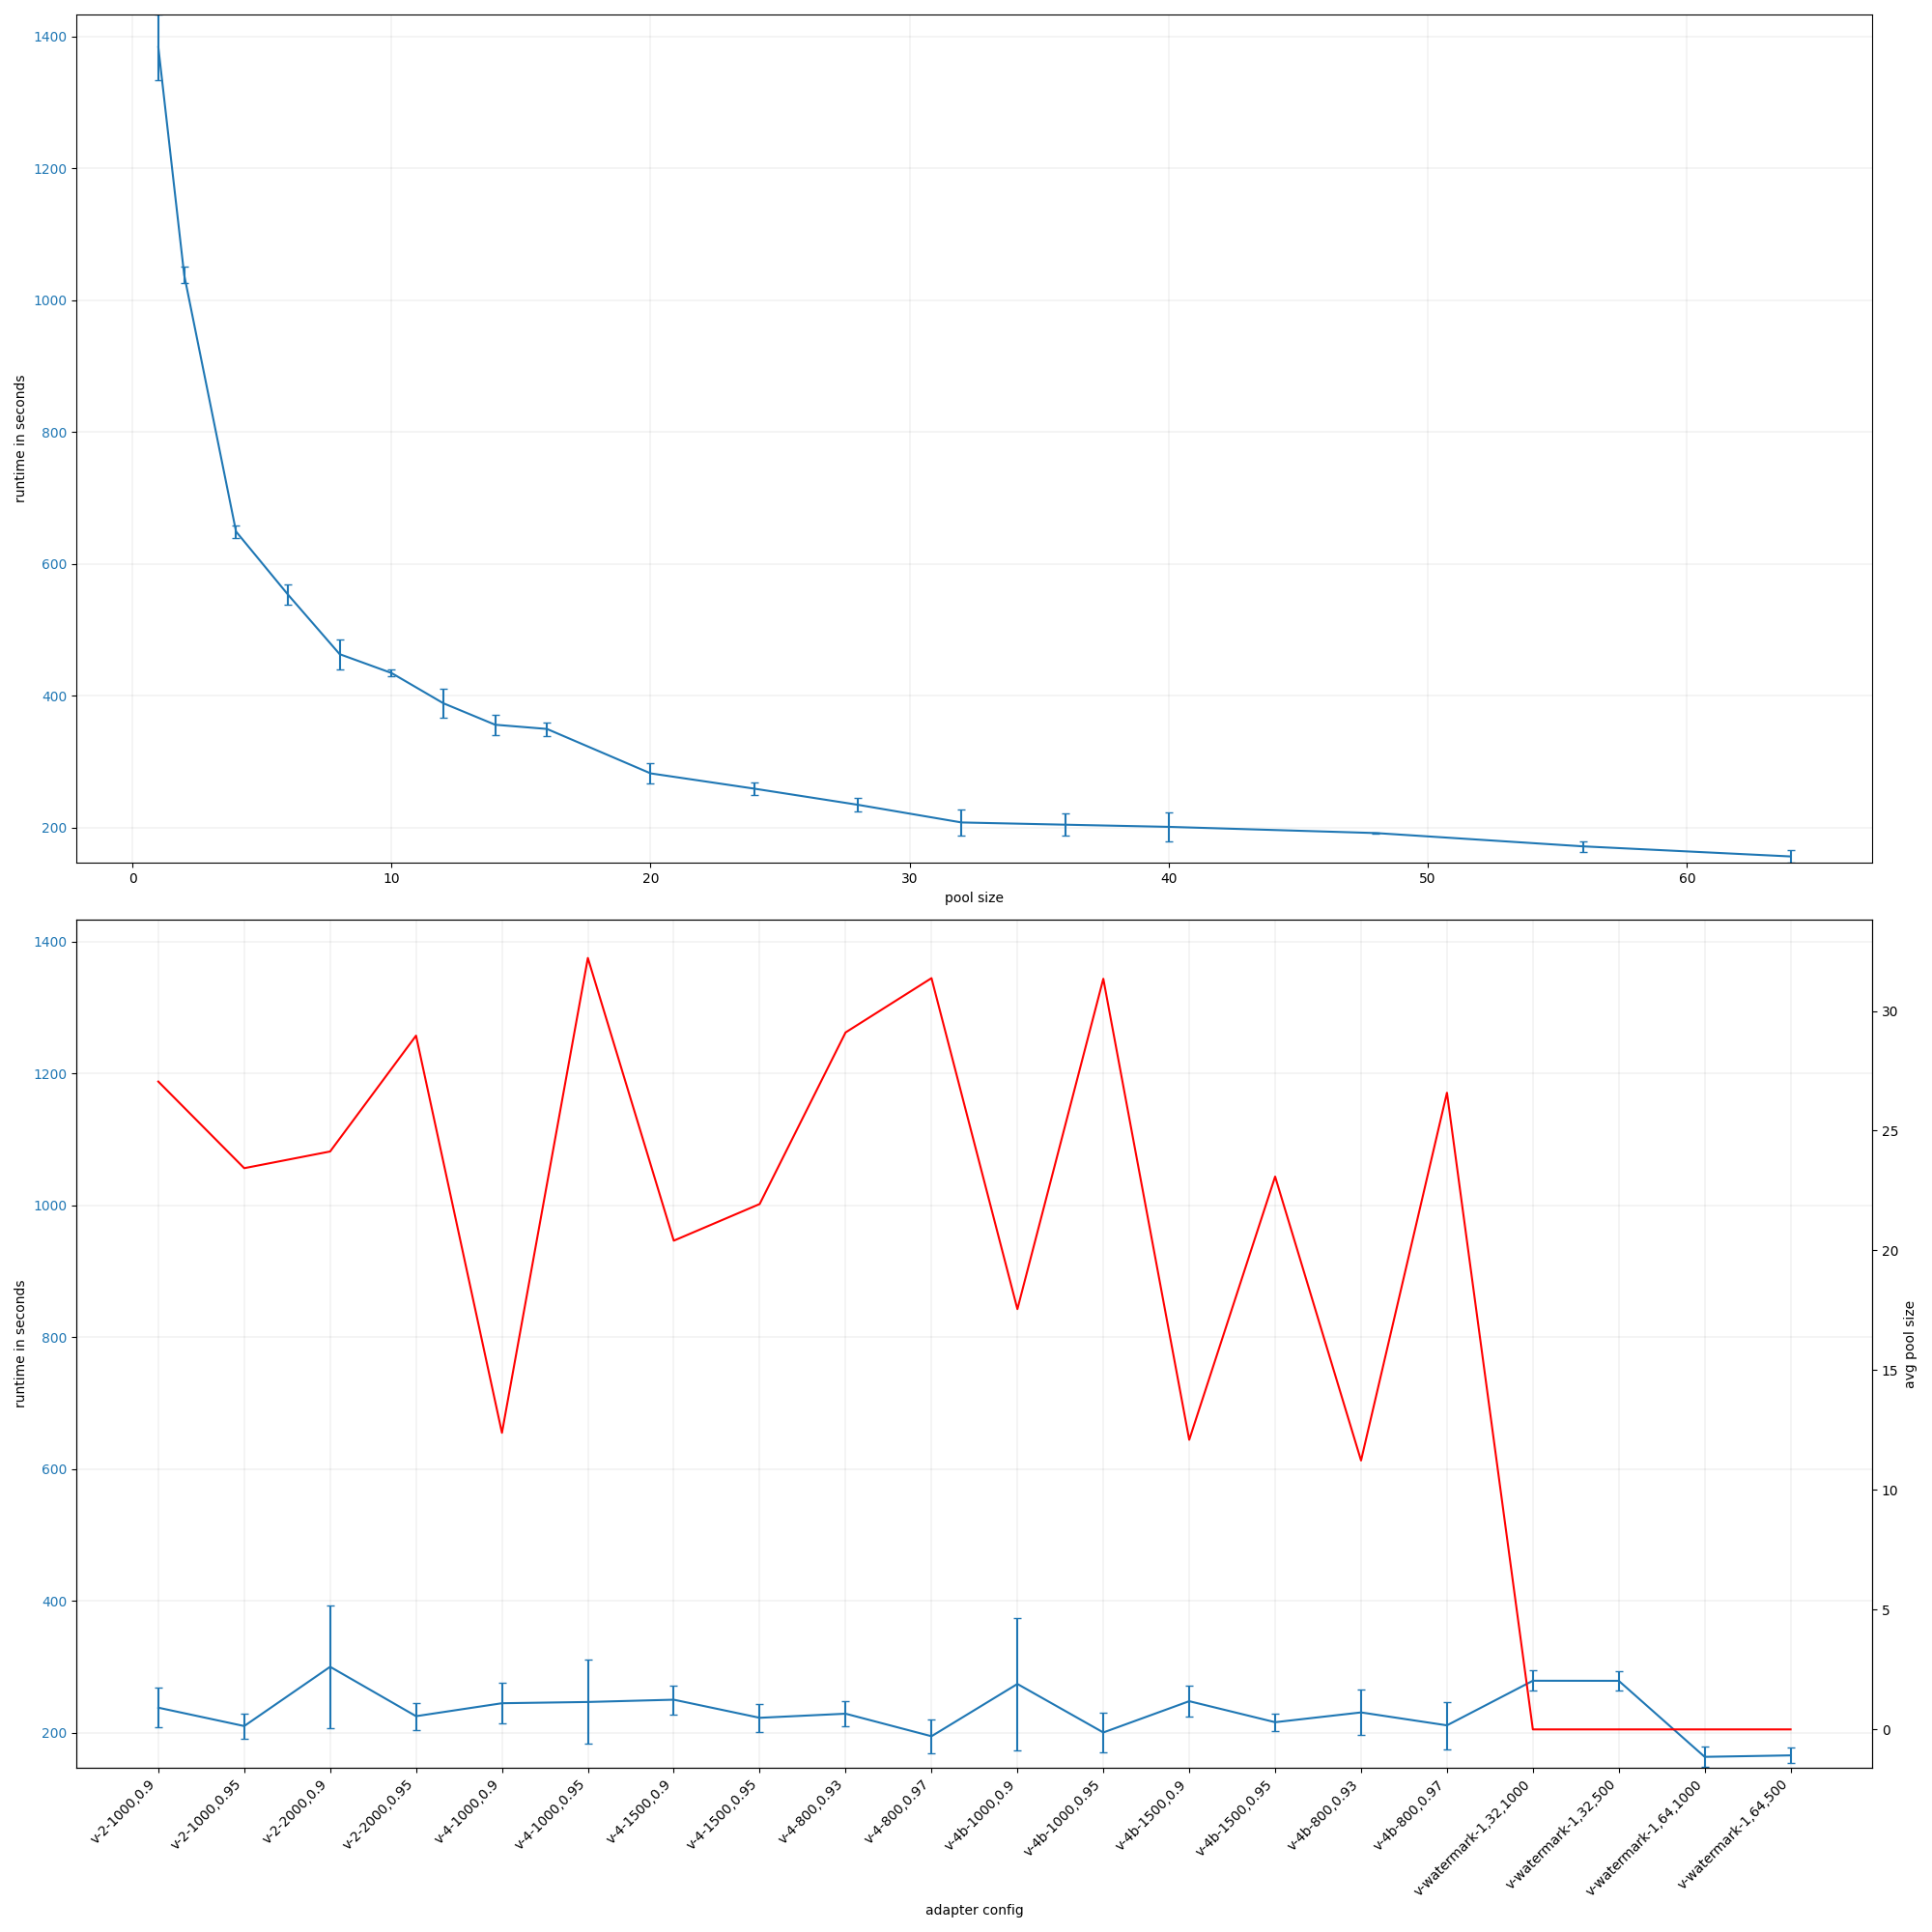 1400
1200
1000
800
600
400
200
runtime in seconds
0 10 20 30 40 50 60
pool size
1400
1200
1000
800
600
400
200
runtime in seconds
30
25
20
15
10
5
0
avg pool size
v-2-1000,0.9
v-2-1000,0.95
v-2-2000,0.9
v-2-2000,0.95
v-4-1000,0.9
v-4-1000,0.95
v-4-1500,0.9
v-4-1500,0.95
v-4-800,0.93
v-4-800,0.97
v-4b-1000,0.9
v-4b-1000,0.95
v-4b-1500,0.9
v-4b-1500,0.95
v-4b-800,0.93
v-4b-800,0.97
v-watermark-1,32,1000
v-watermark-1,32,500
v-watermark-1,64,1000
v-watermark-1,64,500
adapter config